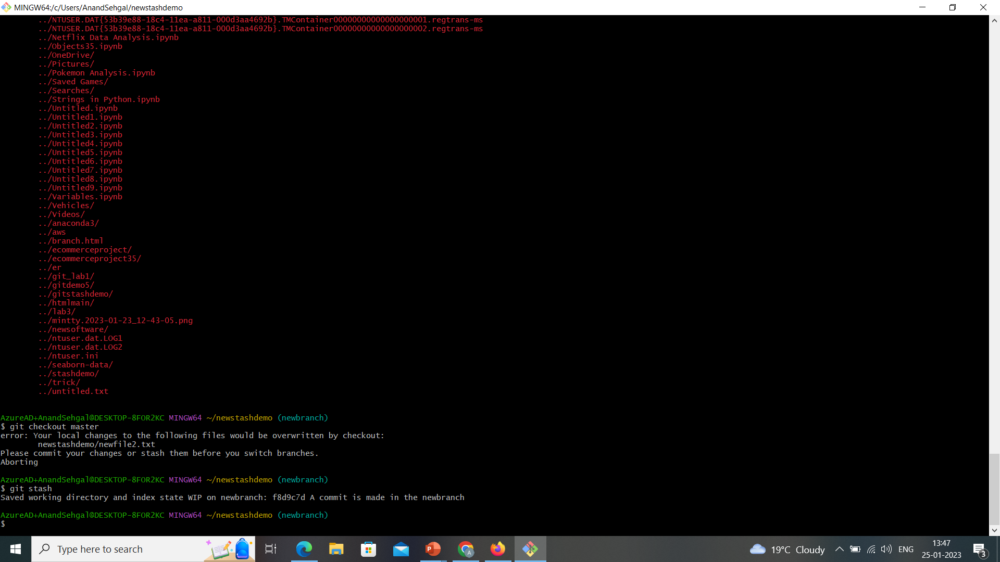 MINGW64:/c/Users/AnandSehgal/newstashdemo
../NTUSER.DAT{53b39e88-18c4-11ea-a811-000d3aa4692b}.TMContainer00000000000000000001.regtrans-ms
../NTUSER.DAT{53b39e88-18c4-11ea-a811-000d3aa4692b}.TMContainer00000000000000000002.regtrans-ms
../Netflix Data Analysis.ipynb
../Objects35.ipynb
../OneDrive/
../Pictures/
../Pokemon Analysis.ipynb
../Saved Games/
../Searches/
../Strings in Python.ipynb
../Untitled.ipynb
../Untitled1.ipynb
../Untitled2.ipynb
../Untitled3.ipynb
../Untitled4.ipynb
../Untitled5.ipynb
../Untitled6.ipynb
../Untitled7.ipynb
../Untitled8.ipynb
../Untitled9.ipynb
../Variables.ipynb
../Vehicles/
../Videos/
../anaconda3/
../aws
../branch.html
../ecommerceproject/
../ecommerceproject35/
../er
../git_lab1/
../gitdemo5/
../gitstashdemo/
../htmlmain/
../lab3/
../mintty.2023-01-23_12-43-05.png
../newsoftware/
../ntuser.dat.LOG1
../ntuser.dat.LOG2
../ntuser.ini
../seaborn-data/
../stashdemo/
../trick/
../untitled.txt
AzureAD+AnandSehgal@DESKTOP-8FOR2KC MINGW64 ~/newstashdemo (newbranch)
$ git checkout master
error: Your local changes to the following files would be overwritten by checkout:
newstashdemo/newfile2.txt
Please commit your changes or stash them before you switch branches.
Aborting
AzureAD+AnandSehgal@DESKTOP-8FOR2KC MINGW64 ~/newstashdemo (newbranch)
$ git stash
Saved working directory and index state WIP on newbranch: f8d9c7d A commit is made in the newbranch
AzureAD+AnandSehgal@DESKTOP-8FOR2KC MINGW64 ~/newstashdemo (newbranch)
$
Type here to search
P
A
19°C Cloudy
ENG
13:47
25-01-2023
3